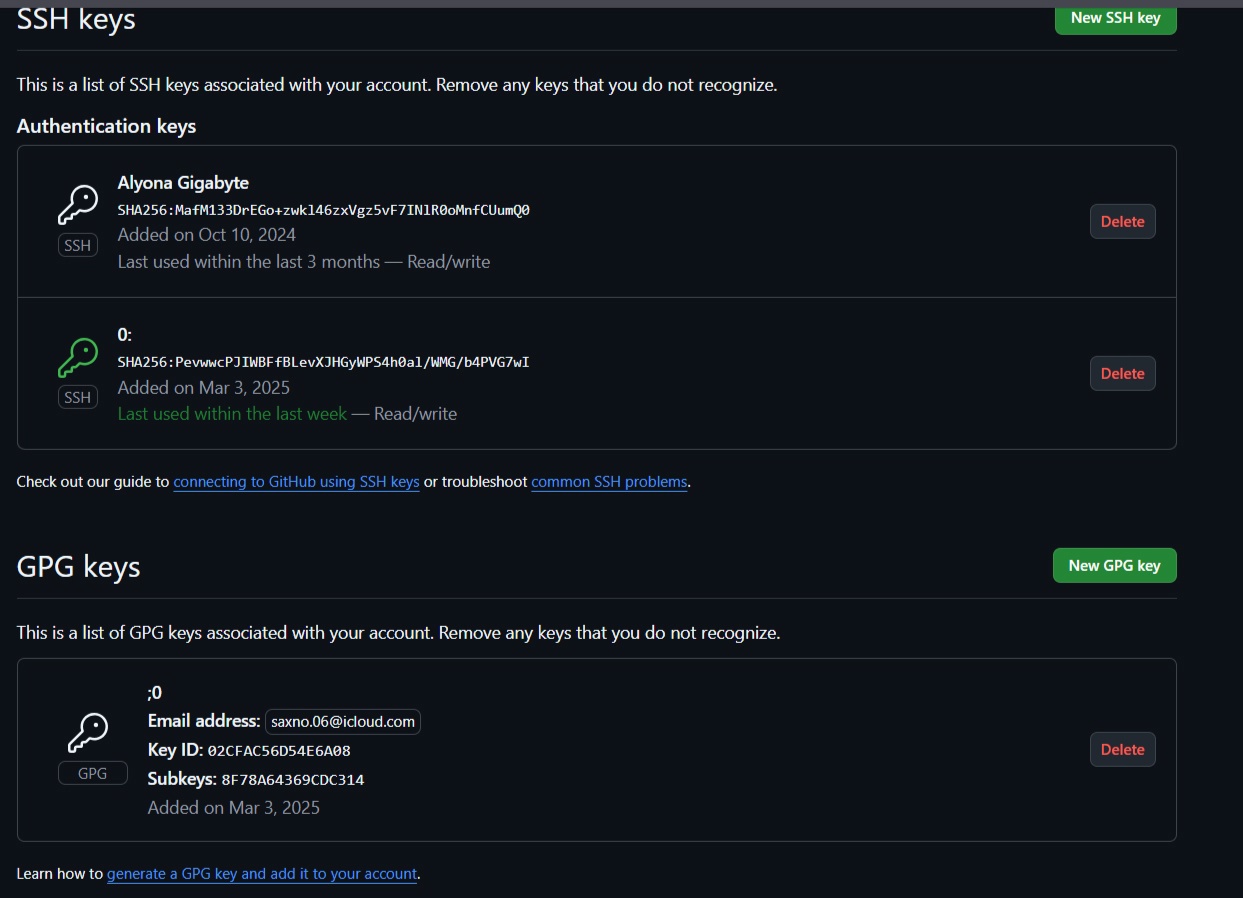 SSH keys
New SSH key
This is a list of SSH keys associated with your account. Remove any keys that you do not recognize.
Authentication keys
Alyona Gigabyte
SHA256:MafM133DrEGo+zwkl46zxVgz5vF7INlR0oMnfCUumQ0
SSH
Added on Oct 10, 2024
Last used within the last 3 months — Read/write
Delete
0:
SHA256:PevwwcPJIWBFfBLevXJHGyWPS4h0al/WMG/b4PVG7wI
SSH
Added on Mar 3, 2025
Last used within the last week — Read/write
Delete
Check out our guide to connecting to GitHub using SSH keys or troubleshoot common SSH problems.
GPG keys
New GPG key
This is a list of GPG keys associated with your account. Remove any keys that you do not recognize.
;0
Email address: saxno.06@icloud.com
Key ID: 02CFAC56D54E6A08
GPG
Subkeys: 8F78A64369CDC314
Added on Mar 3, 2025
Delete
Learn how to generate a GPG key and add it to your account.